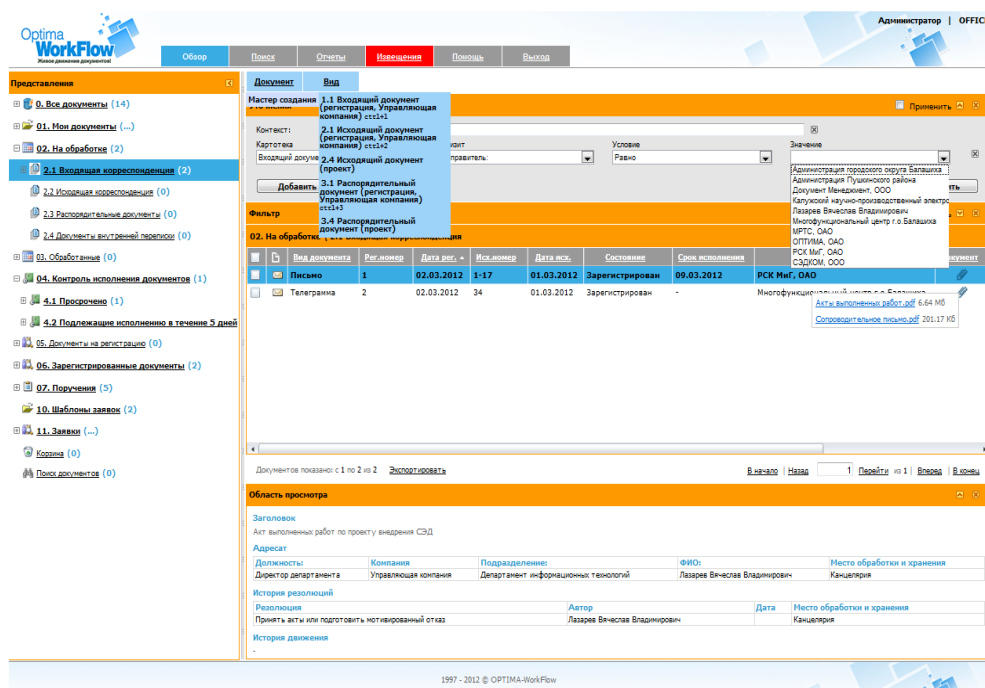 Администратор | OFFIC
Optima
WorkFlow
Живое движение документов!
Обзор Поиск Отчеты Извещения Помощь Выход
Представления
0. Все документы (14)
01. Мои документы (...)
02. На обработке (2)
2.1 Входящая корреспонденция (2)
2.2 Исходящая корреспонденция (0)
2.3 Распорядительные документы (0)
2.4 Документы внутренней переписки (0)
03. Обработанные (0)
04. Контроль исполнения документов (1)
4.1 Просрочено (1)
4.2 Подлежащие исполнению в течение 5 дней
05. Документы на регистрацию (0)
06. Зарегистрированные документы (2)
07. Поручения (5)
10. Шаблоны заявок (2)
11. Заявки (...)
Корзина (0)
Поиск документов (0)
Документ Вид
Мастер создания
1.1 Входящий документ
(регистрация, Управляющая
компания) ctrl+1
2.1 Исходящий документ
(регистрация, Управляющая
компания) ctrl+2
2.4 Исходящий документ
(проект)
3.1 Распорядительный
документ (регистрация,
Управляющая компания)
ctrl+3
3.4 Распорядительный
документ (проект)
Применить
Контекст:
Картотека Условие Значение
Входящий докуме правитель: Равно
Администрация городского округа Балашиха
Администрация Пушкинского района
Документ Менеджмент, ООО
Калужский научно-производственный электро
Лазарев Вячеслав Владимирович
Многофункциональный центр г.о.Балашиха
МРТС, ОАО
ОПТИМА, ОАО
РСК МиГ, ОАО
СЭДКОМ, ООО
Добавить
Фильтр
02. На обработке \ 2.1 Входящая корреспонденция
Вид документа Рег.номер Дата рег. Исх.номер Дата исх. Состояние Срок исполнения кумент
Письмо 1 02.03.2012 1-17 01.03.2012 Зарегистрирован 09.03.2012 РСК МиГ, ОАО
Телеграмма 2 02.03.2012 34 01.03.2012 Зарегистрирован - Многофункциональный центр г.о.Балашиха
Акты выполненных работ.pdf 6.64 Мб
Сопроводительное письмо.pdf 201.17 Кб
Документов показано: с 1 по 2 из 2 Экспортировать
В начало | Назад 1 Перейти из 1 | Вперед | В конец
Область просмотра
Заголовок
Акт выполненных работ по проекту внедрения СЭД
Адресат
Должность: Компания Подразделение: ФИО: Место обработки и хранения
Директор департамента Управляющая компания Департамент информационных технологий Лазарев Вячеслав Владимирович Канцелярия
История резолюций
Резолюция Автор Дата Место обработки и хранения
Принять акты или подготовить мотивированный отказ Лазарев Вячеслав Владимирович Канцелярия
История движения
-
1997 - 2012 © OPTIMA-WorkFlow